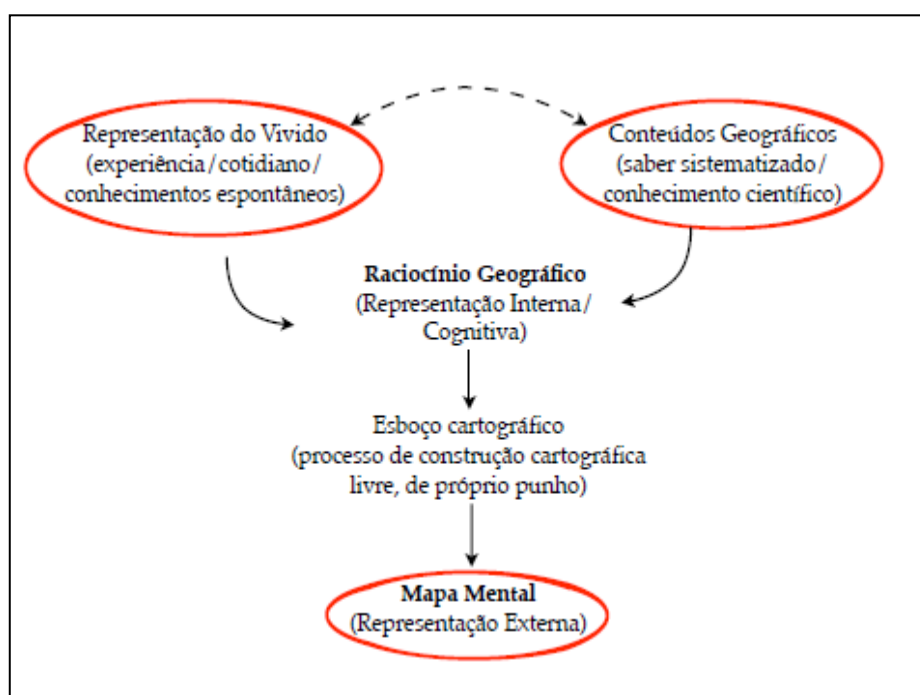 Representação do Vivido
(experiência/cotidiano/
conhecimentos espontâneos)
Conteúdos Geográficos
(saber sistematizado/
conhecimento científico)
Raciocínio Geográfico
(Representação Interna/
Cognitiva)
Esboço cartográfico
(processo de construção cartográfica
livre, de próprio punho)
Mapa Mental
(Representação Externa)